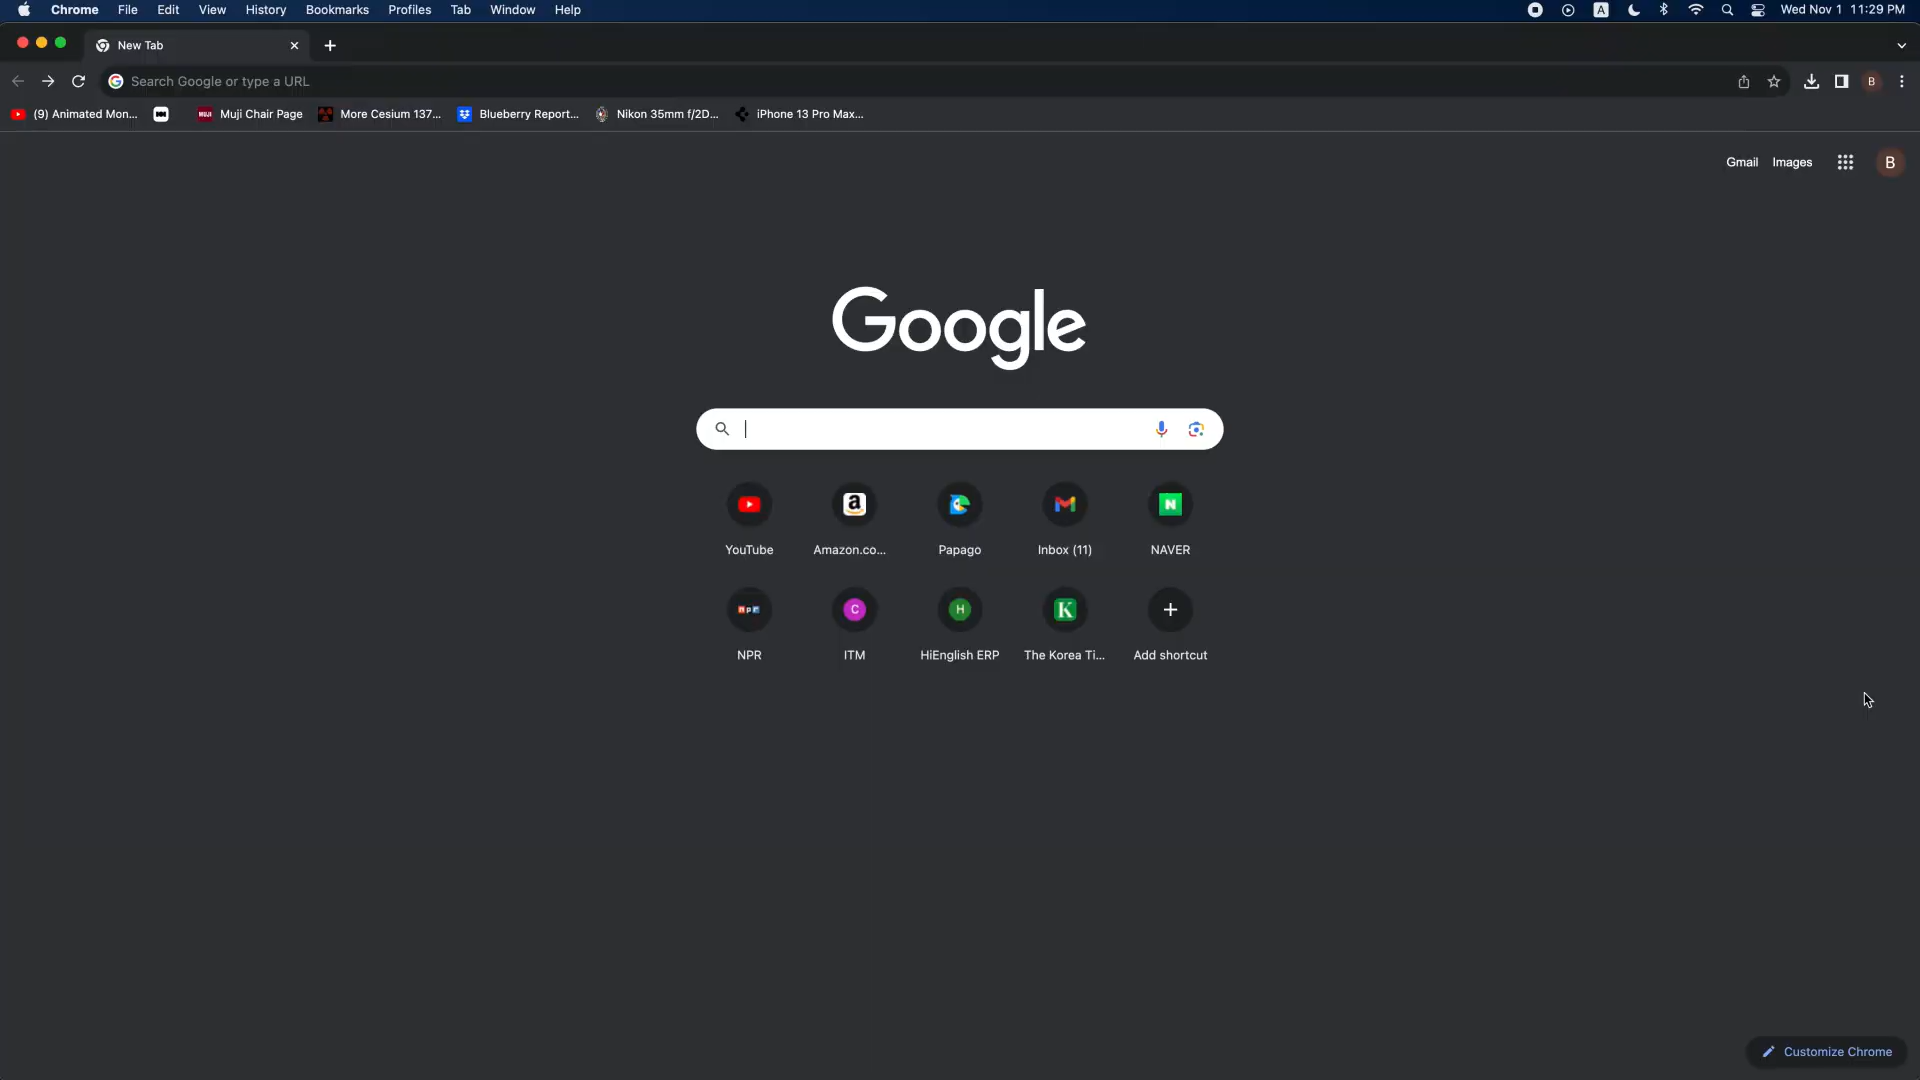 Chrome File Edit View History Bookmarks Profiles Tab Window Help A Wed Nov 1 11:29 PM
New Tab
Search Google or type a URL B
(9) Animated Mon... MUJI Muji Chair Page More Cesium 137... Blueberry Report... Nikon 35mm f/2D... iPhone 13 Pro Max...
Gmail Images B
Google
a N
YouTube Amazon.co... Papago Inbox (11) NAVER
npr C H K
NPR ITM HiEnglish ERP The Korea Ti... Add shortcut
Customize Chrome